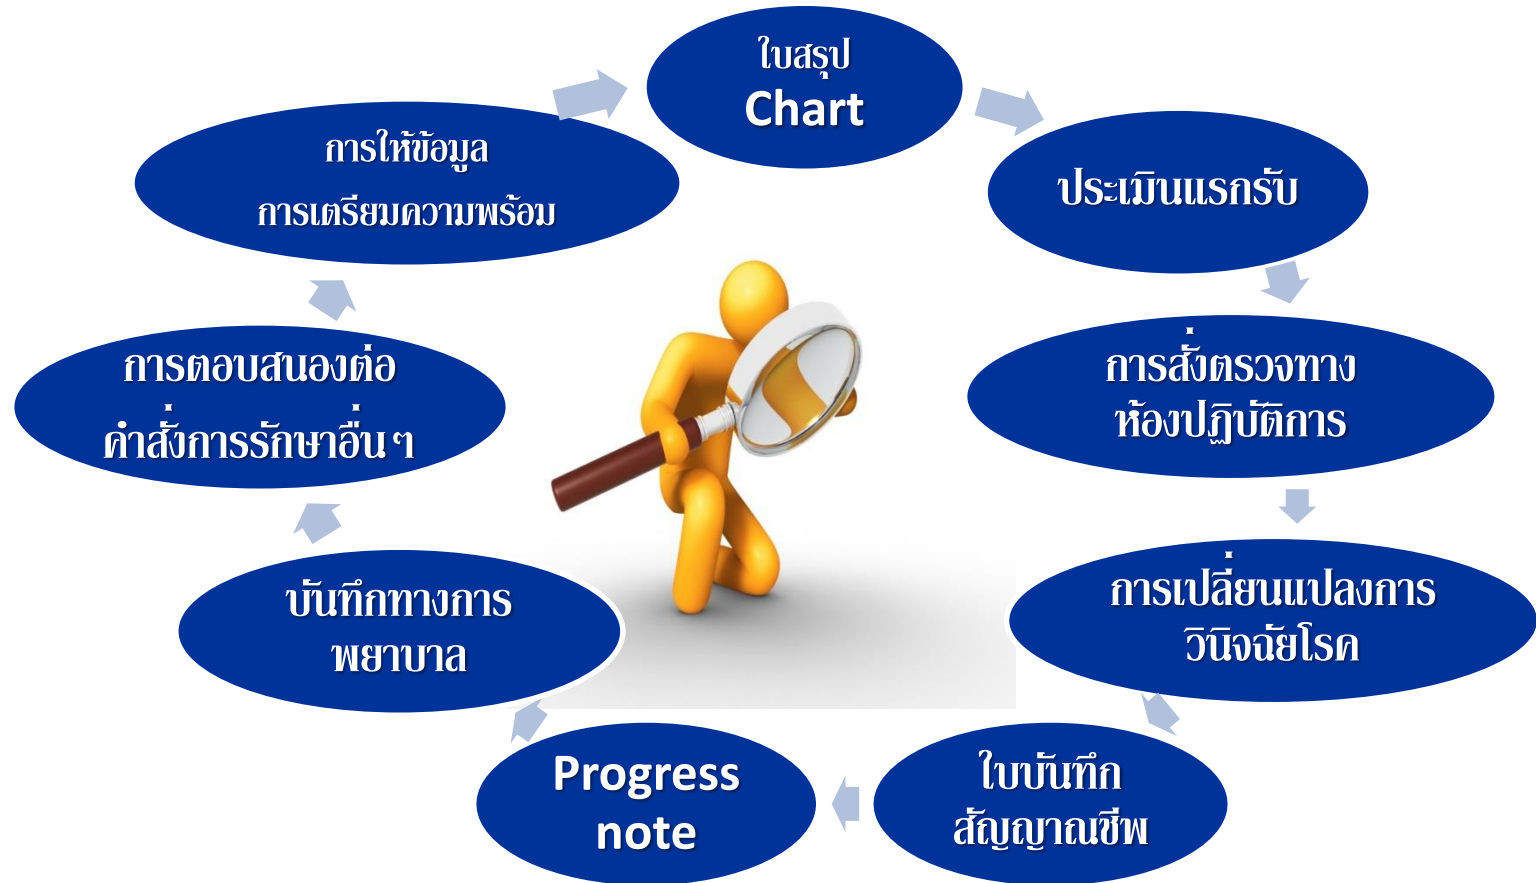 ใบสรุป
Chart
ประเมินแรกรับ
การสั่งตรวจทาง
ห้องปฏิบัติการ
การเปลี่ยนแปลงการ
วินิจฉัยโรค
ใบบันทึก
สัญญาณชีพ
Progress
note
บันทึกทางการ
พยาบาล
การตอบสนองต่อ
คำสั่งการรักษาอื่นๆ
การให้ข้อมูล
การเตรียมความพร้อม